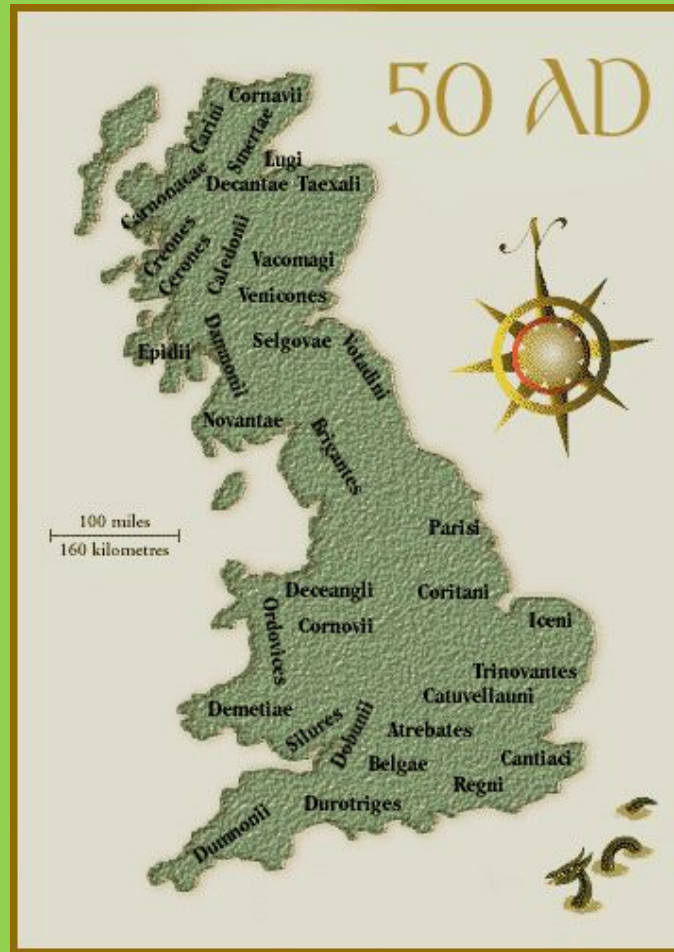 50 AD
N
Cornavii
Carini
Smertae
Lugi
Carnonacae
Decantae Taexali
Creones
Cerones
Caledonii
Vacomagi
Venicones
Epidii
Damnonii
Selgovae
Votadini
Novantae
Brigantes
100 miles
160 kilometres
Parisi
Deceangli
Coritani
Ordovices
Cornovii
Iceni
Trinovantes
Catuvellauni
Demetiae
Silures
Dobunii
Atrebates
Belgae
Cantiaci
Regni
Durotriges
Dumnonii